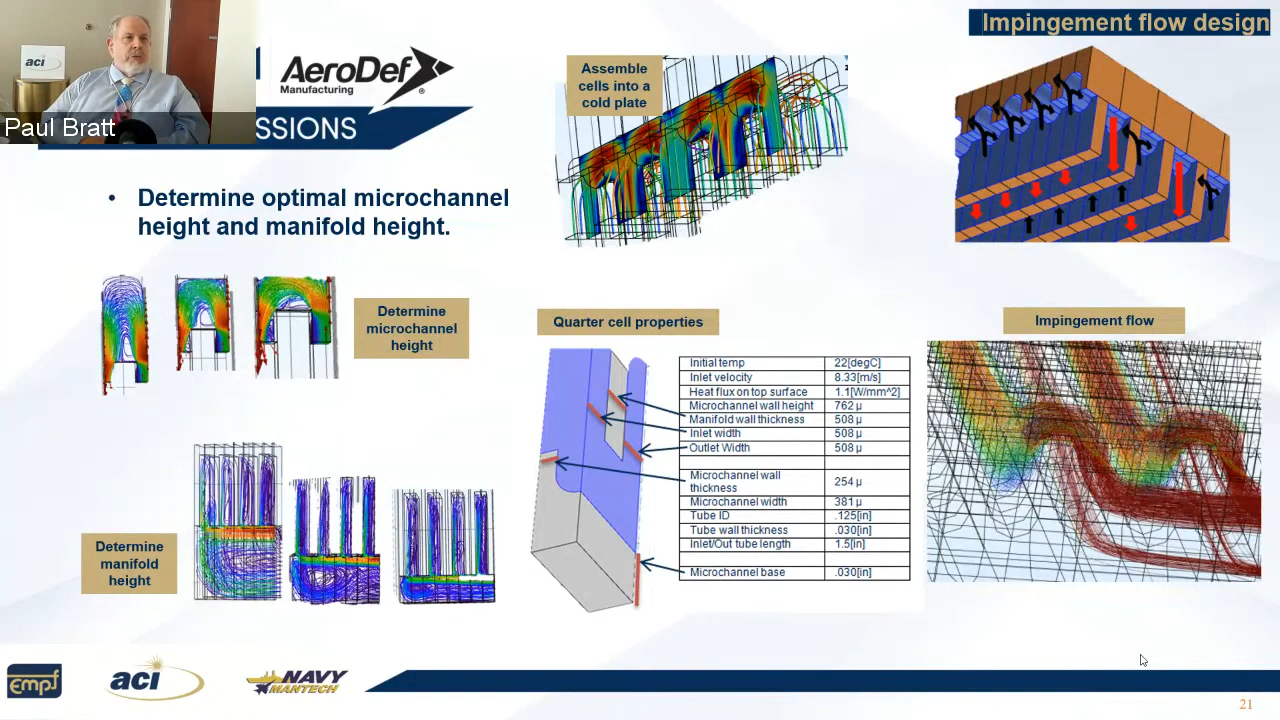 Impingement flow design
aci
AeroDef
Manufacturing
®
Paul Bratt
SSIONS
Assemble
cells into a
cold plate
• Determine optimal microchannel
height and manifold height.
Determine
microchannel
height
Quarter cell properties
Impingement flow
Initial temp 22[degC]
Inlet velocity 8.33[m/s]
Heat flux on top surface 1.1[W/mm^2]
Microchannel wall height 762 µ
Manifold wall thickness 508 µ
Inlet width 508 µ
Outlet Width 508 µ
Microchannel wall
thickness 254 µ
Microchannel width 381 µ
Tube ID .125[in]
Tube wall thickness .030[in]
Inlet/Out tube length 1.5[in]
Microchannel base .030[in]
Determine
manifold
height
empf
aci
NAVY
MANTECH
21